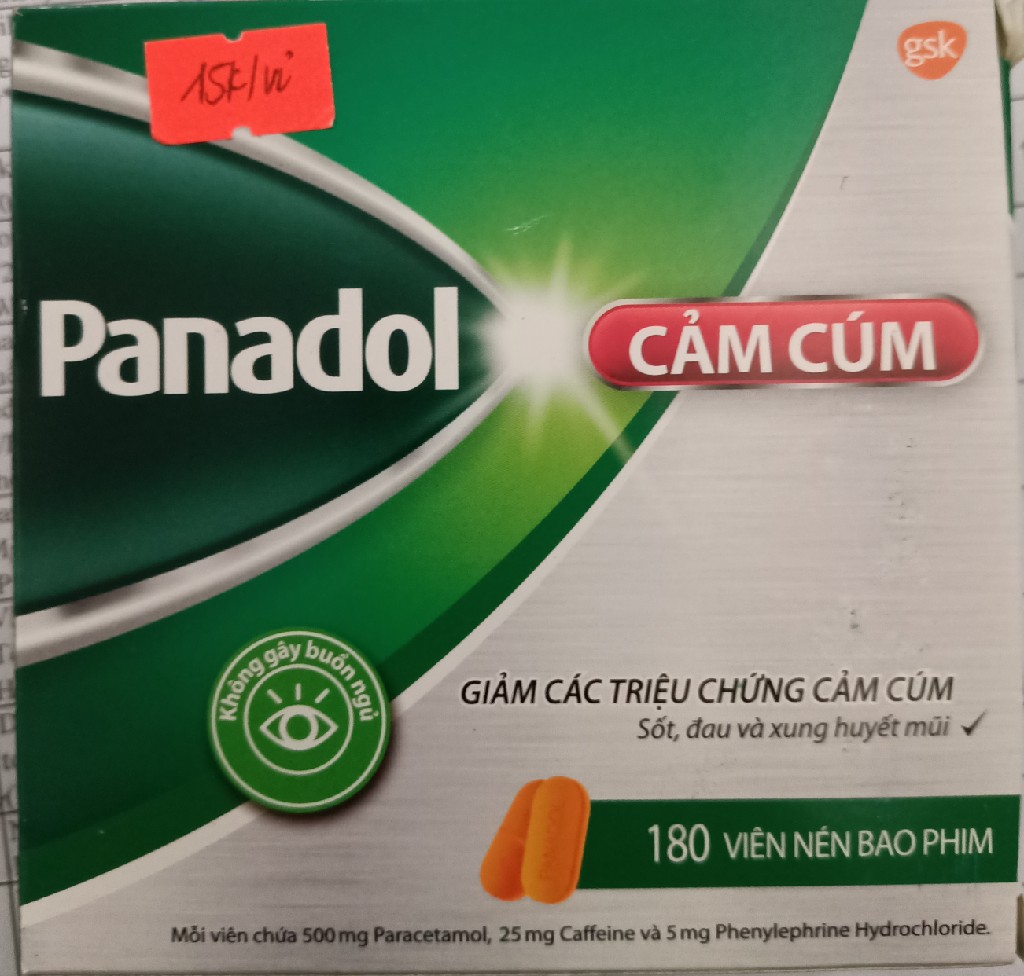 15k/vỉ
gsk
Panadol
CẢM CÚM
Không gây buồn ngủ
GIẢM CÁC TRIỆU CHỨNG CẢM CÚM
Sốt, đau và xung huyết mũi
PANADOL
180 VIÊN NÉN BAO PHIM
Mỗi viên chứa 500 mg Paracetamol, 25 mg Caffeine và 5 mg Phenylephrine Hydrochloride.